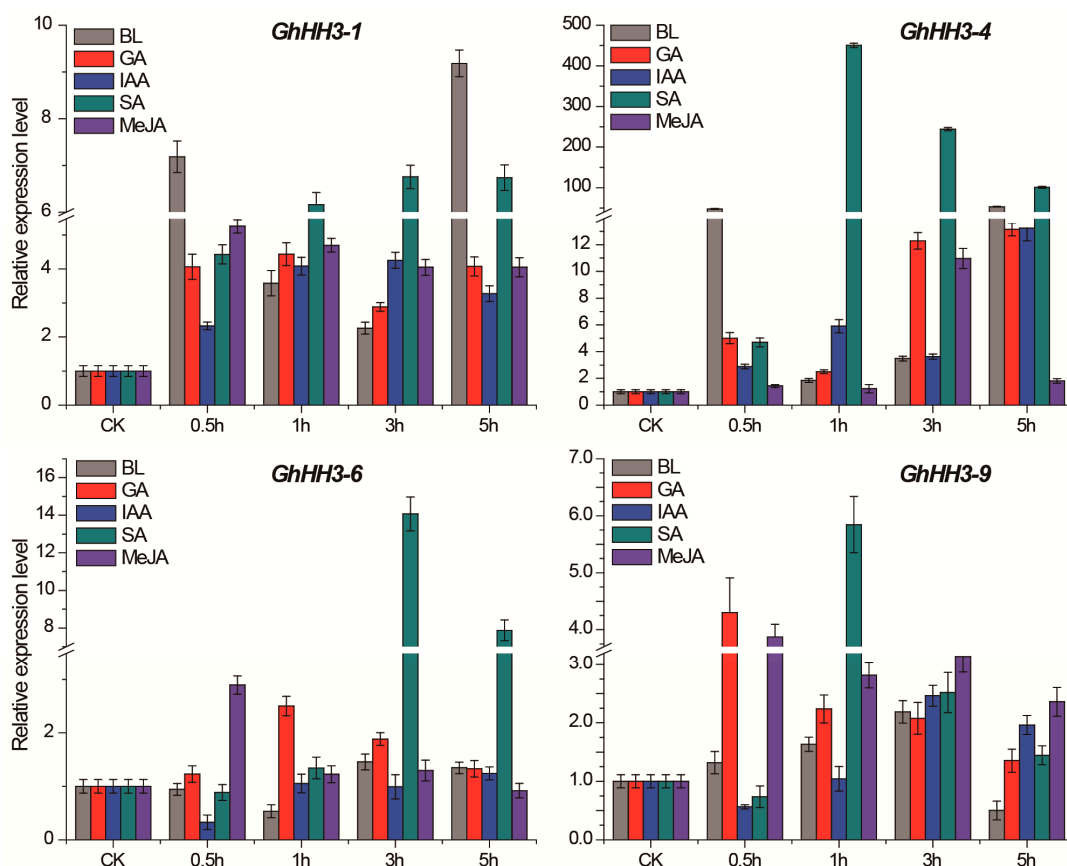 GhHH3-1
BL
GA
IAA
SA
MeJA
Relative expression level
10
8
6
4
2
0
CK 0.5h 1h 3h 5h
GhHH3-4
BL
GA
IAA
SA
MeJA
500
400
300
200
100
12
10
8
6
4
2
0
CK 0.5h 1h 3h 5h
GhHH3-6
BL
GA
IAA
SA
MeJA
Relative expression level
16
14
12
10
8
2
0
CK 0.5h 1h 3h 5h
GhHH3-9
BL
GA
IAA
SA
MeJA
7.0
6.0
5.0
4.0
3.0
2.0
1.0
0.0
CK 0.5h 1h 3h 5h